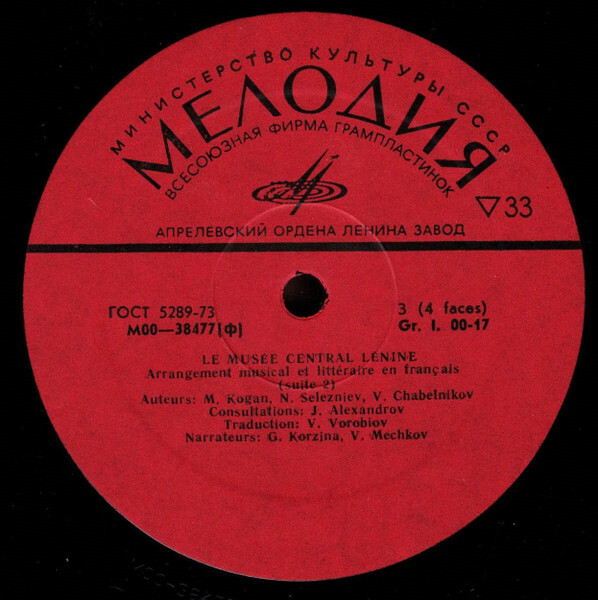 МИНИСТЕРСТВО КУЛЬТУРЫ СССР
МЕЛОДИЯ
ВСЕСОЮЗНАЯ ФИРМА ГРАМПЛАСТИНОК
▽33
АПРЕЛЕВСКИЙ ОРДЕНА ЛЕНИНА ЗАВОД
ГОСТ 5289-73
М00—38477(Ф)
3 (4 faces)
Gr. I. 00-17
LE MUSÉE CENTRAL LÉNINE
Arrangement musical et littéraire en français
(suite 2)
Auteurs: M. Kogan, N. Selezniev, V. Chabelnikov
Consultations: J. Alexandrov
Traduction: V. Vorobiov
Narrateurs: G. Korzina, V. Mechkov